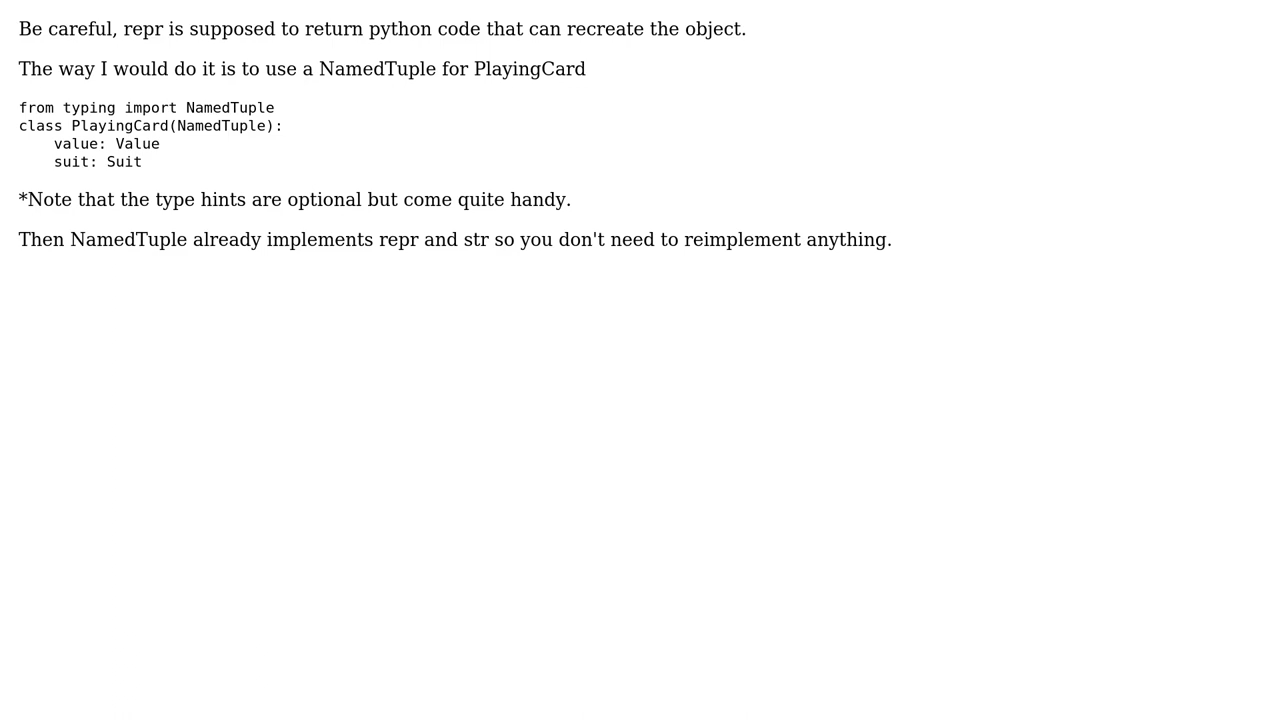 Be careful, repr is supposed to return python code that can recreate the object.
The way I would do it is to use a NamedTuple for PlayingCard
from typing import NamedTuple
class PlayingCard(NamedTuple):
    value: Value
    suit: Suit
*Note that the type hints are optional but come quite handy.
Then NamedTuple already implements repr and str so you don't need to reimplement anything.